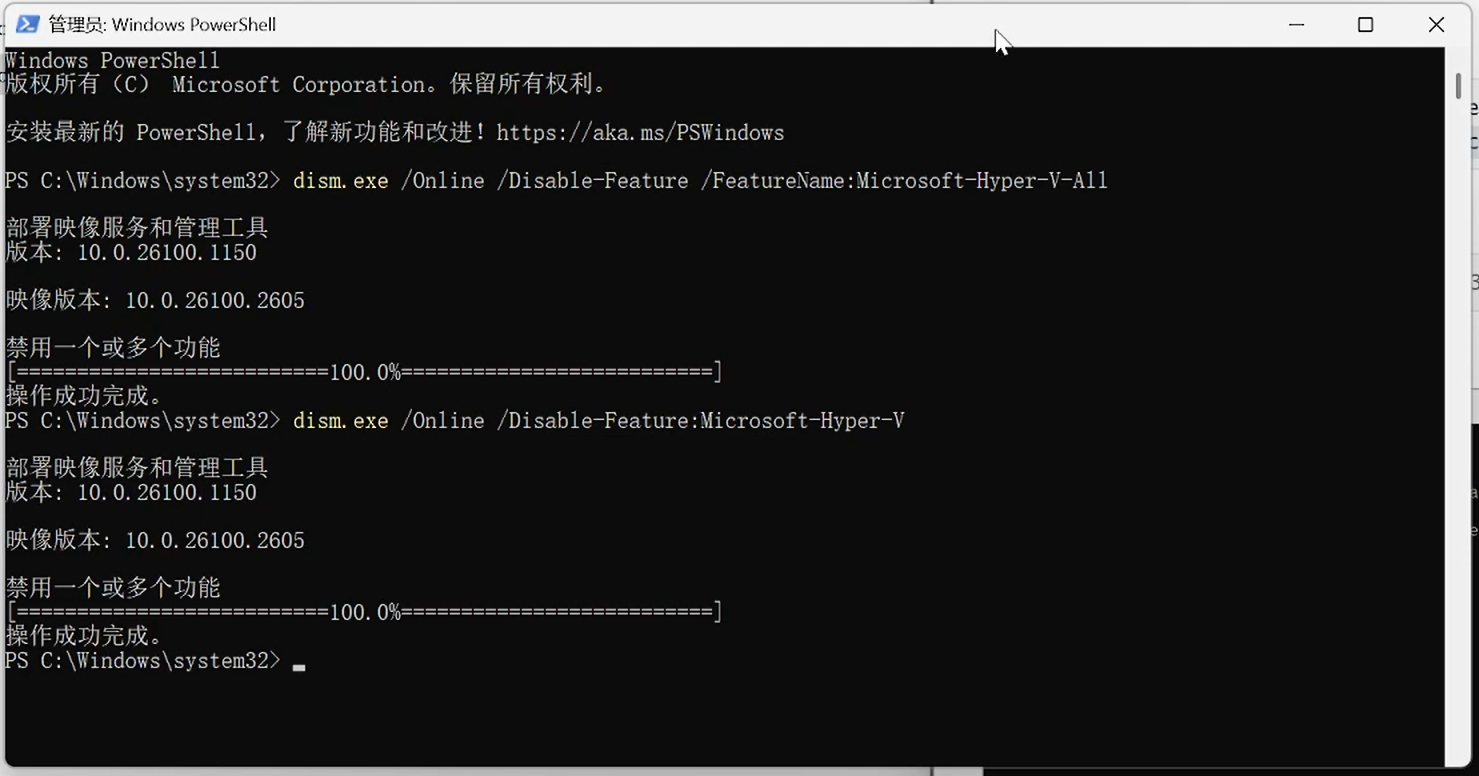 管理员: Windows PowerShell
Windows PowerShell
版权所有（C） Microsoft Corporation。保留所有权利。
安装最新的 PowerShell，了解新功能和改进！https://aka.ms/PSWindows
PS C:\Windows\system32> dism.exe /Online /Disable-Feature /FeatureName:Microsoft-Hyper-V-All
部署映像服务和管理工具
版本: 10.0.26100.1150
映像版本: 10.0.26100.2605
禁用一个或多个功能
[==========================100.0%==========================]
操作成功完成。
PS C:\Windows\system32> dism.exe /Online /Disable-Feature:Microsoft-Hyper-V
部署映像服务和管理工具
版本: 10.0.26100.1150
映像版本: 10.0.26100.2605
禁用一个或多个功能
[==========================100.0%==========================]
操作成功完成。
PS C:\Windows\system32>